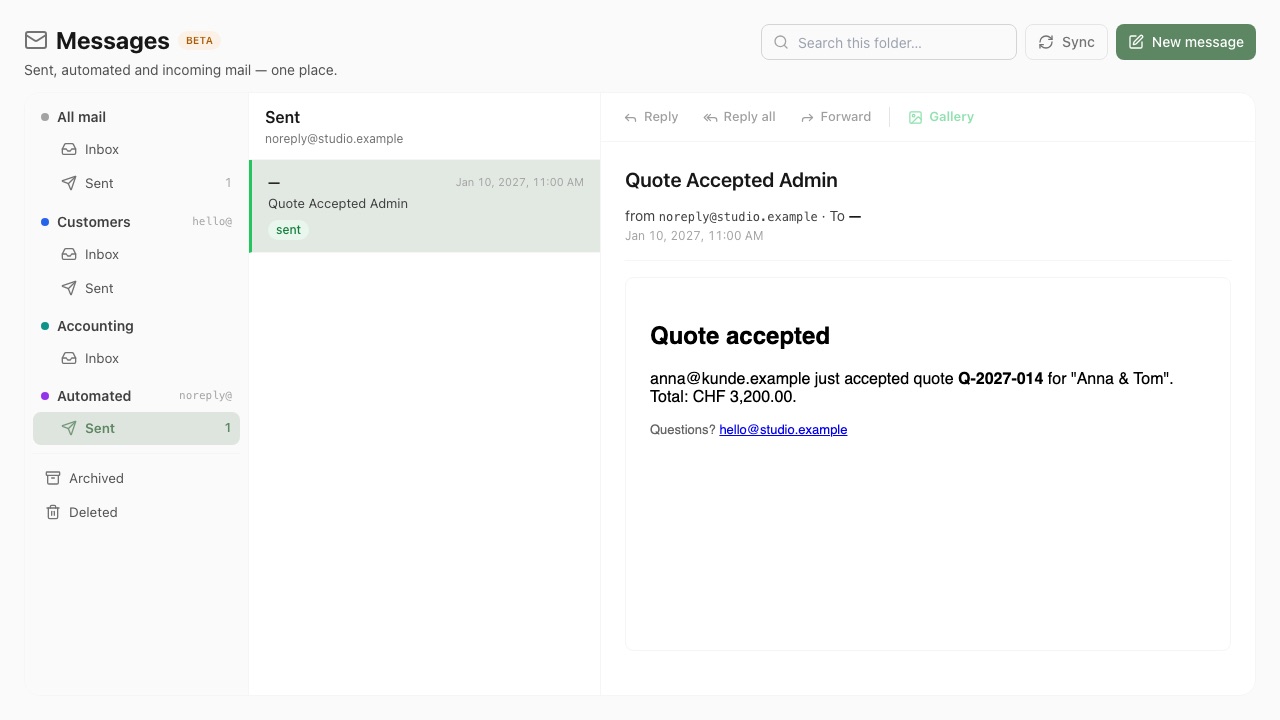 Messages BETA
Sent, automated and incoming mail — one place.
Search this folder...
Sync
New message
All mail
Inbox
Sent 1
Customers hello@
Inbox
Sent
Accounting
Inbox
Automated noreply@
Sent 1
Archived
Deleted
Sent
noreply@studio.example
— Jan 10, 2027, 11:00 AM
Quote Accepted Admin
sent
Reply Reply all Forward Gallery
Quote Accepted Admin
from noreply@studio.example · To —
Jan 10, 2027, 11:00 AM
Quote accepted
anna@kunde.example just accepted quote Q-2027-014 for "Anna & Tom".
Total: CHF 3,200.00.
Questions? hello@studio.example